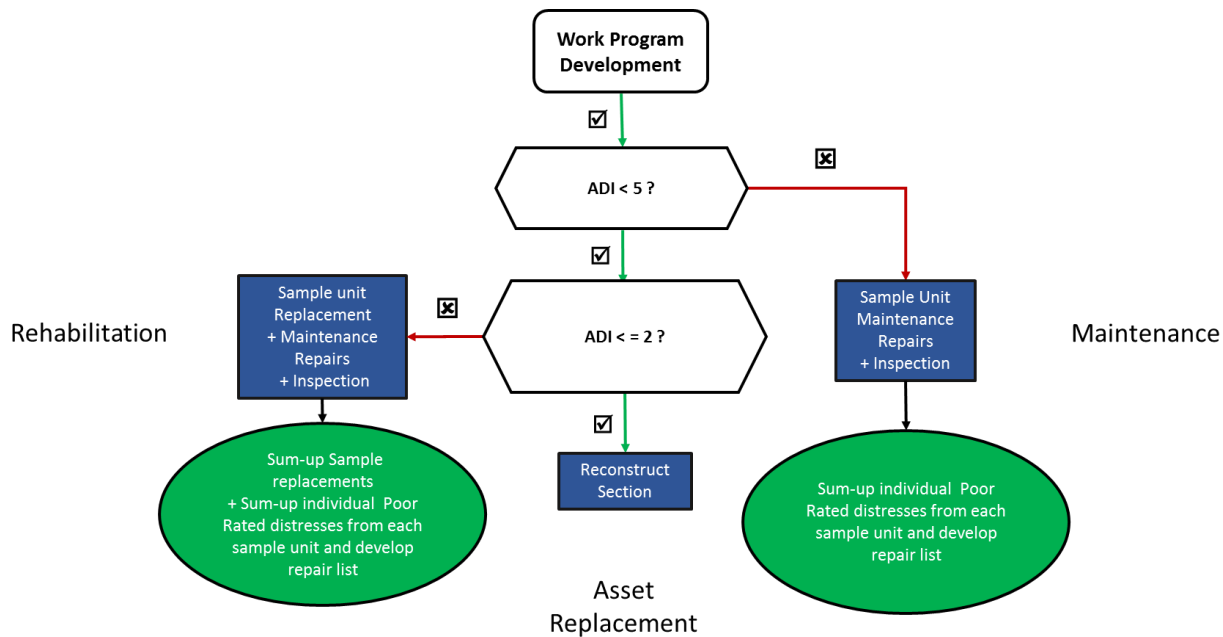 Work Program
Development
ADI < 5 ?
Sample unit
Replacement
+ Maintenance
Repairs
+ Inspection
Rehabilitation
ADI < = 2 ?
Sample Unit
Maintenance
Repairs
+ Inspection
Maintenance
Sum-up Sample
replacements
+ Sum-up individual Poor
Rated distresses from each
sample unit and develop
repair list
Reconstruct
Section
Sum-up individual Poor
Rated distresses from each
sample unit and develop
repair list
Asset
Replacement